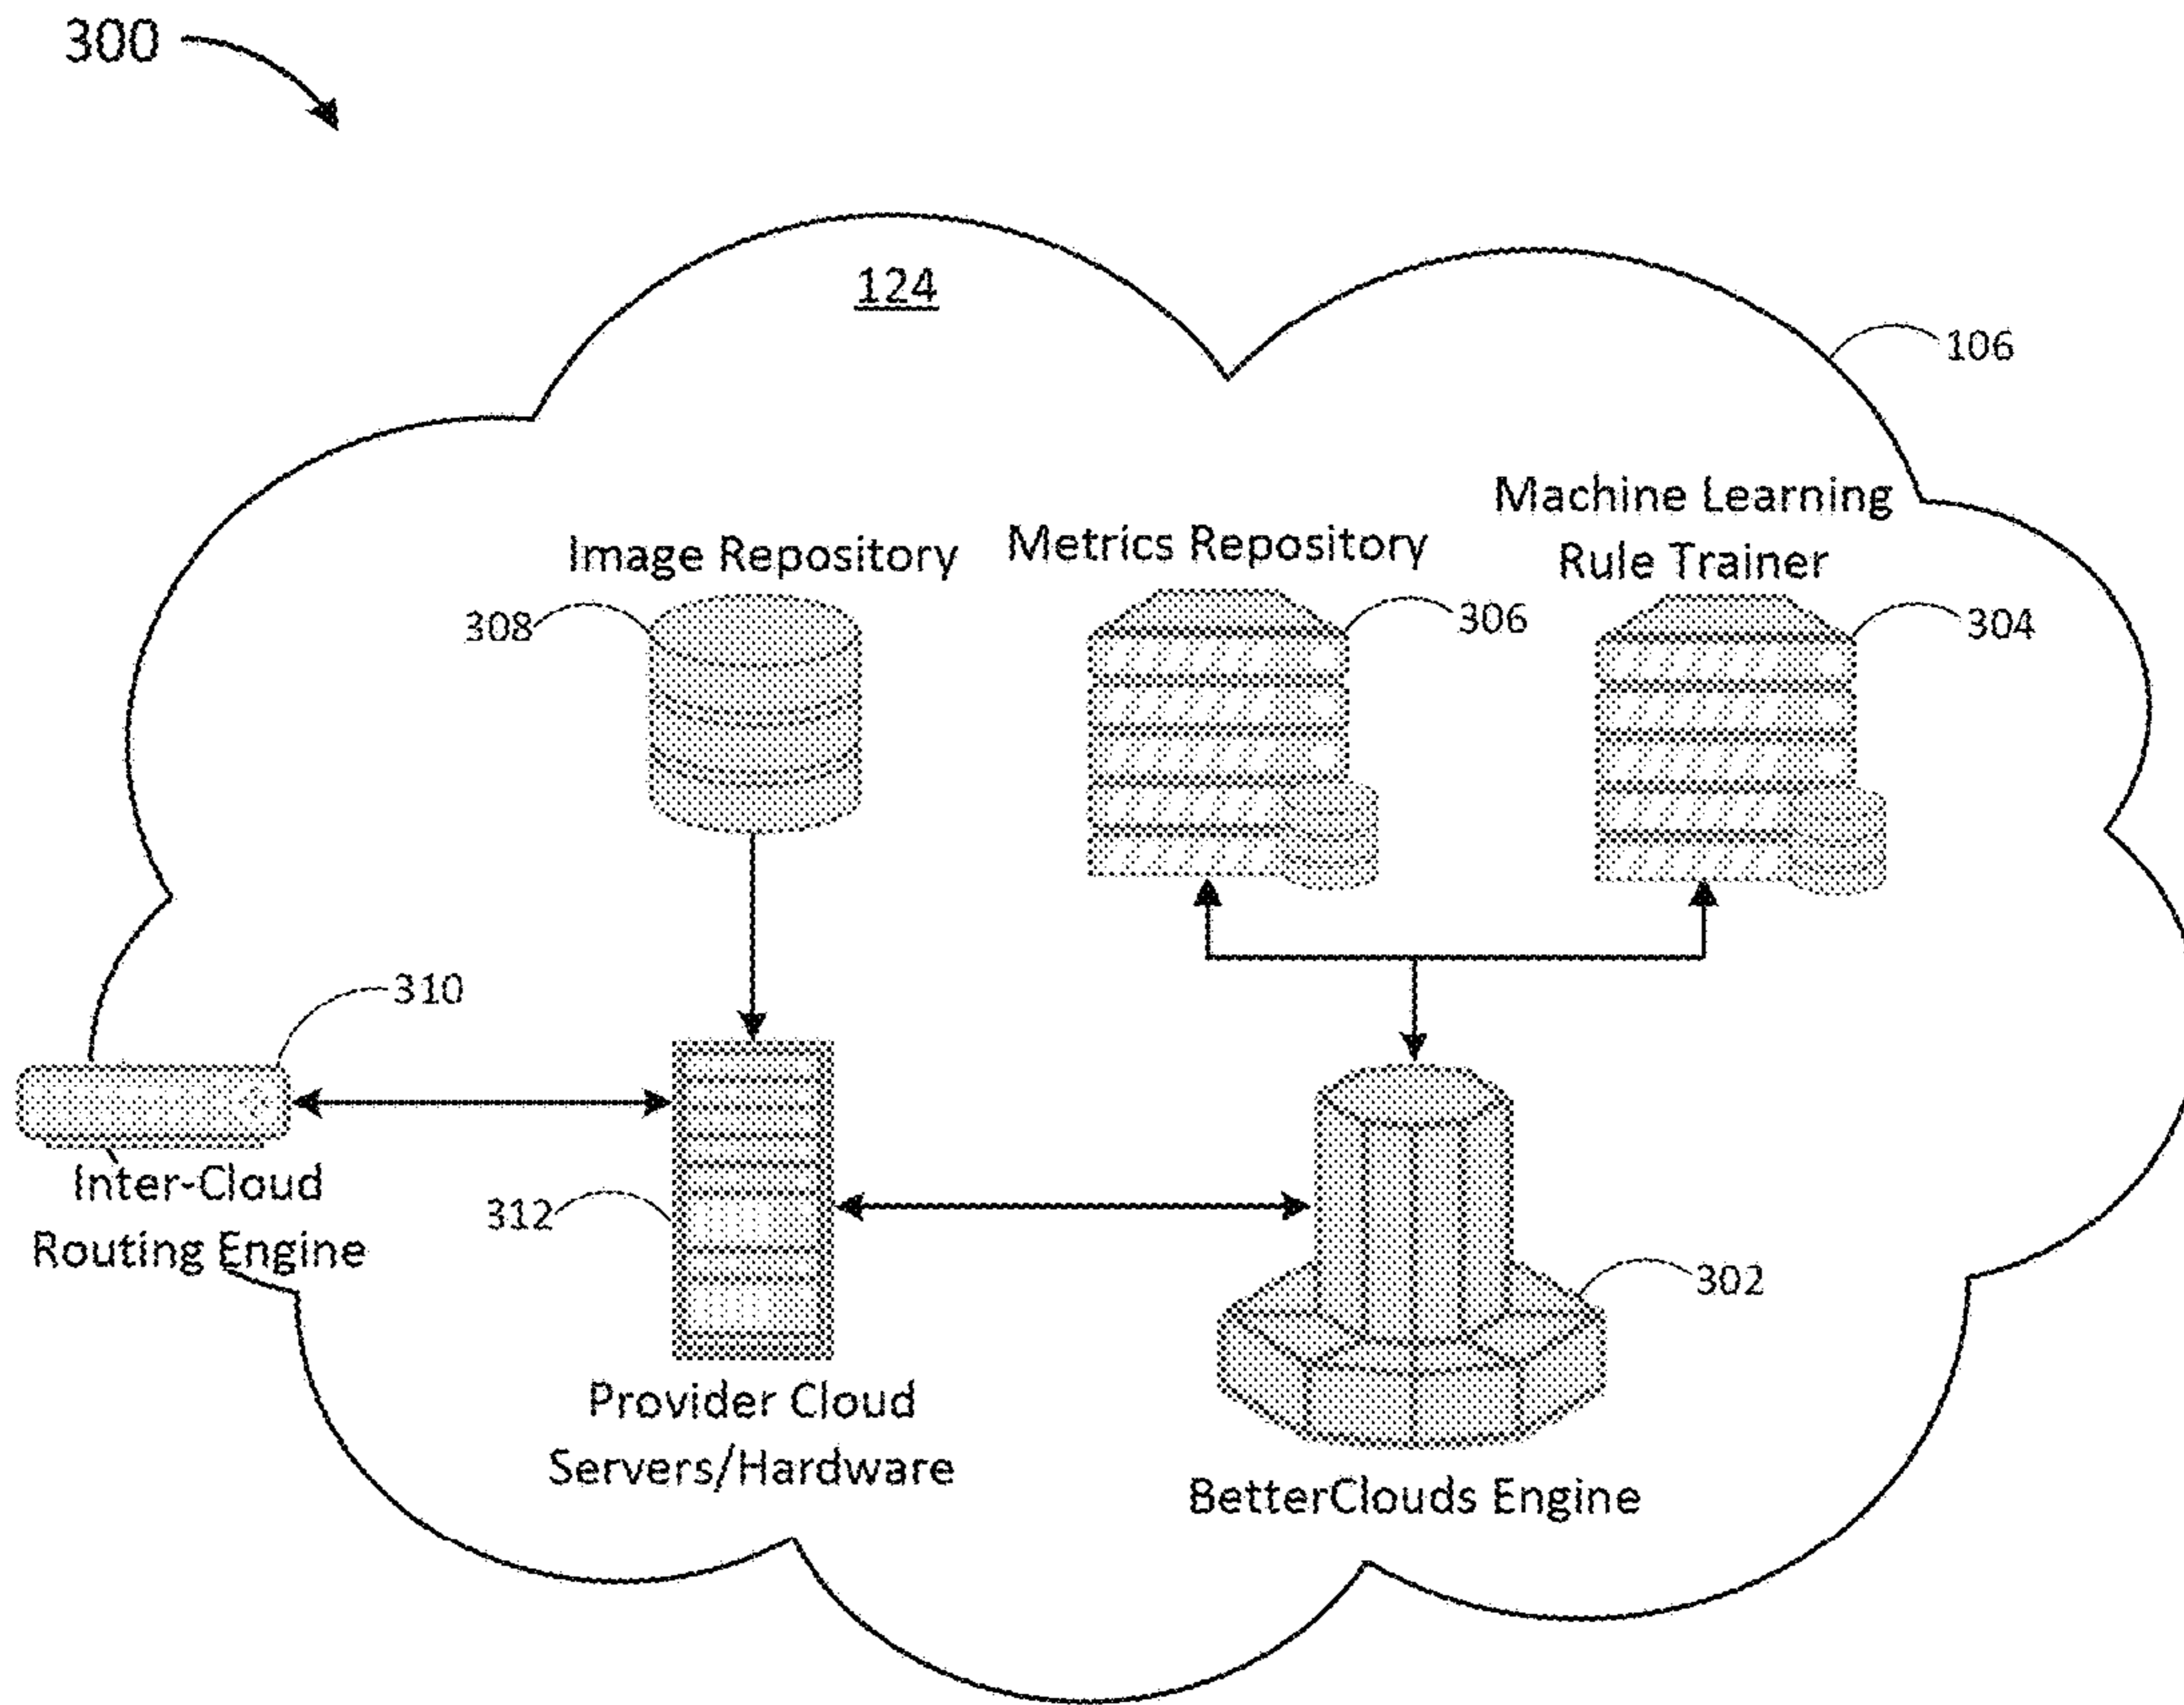 300
124
106
Machine Learning
Rule Trainer
Image Repository
Metrics Repository
308
306
304
310
Inter-Cloud
Routing Engine
312
302
Provider Cloud
Servers/Hardware
BetterClouds Engine